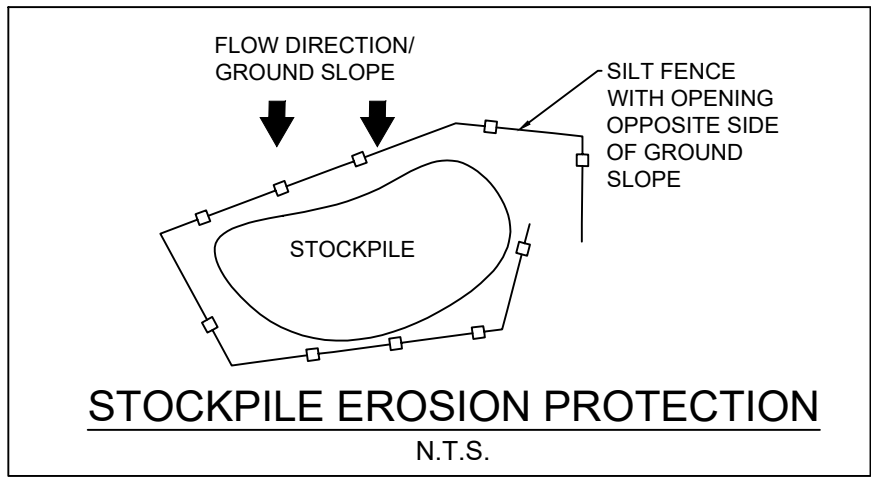 FLOW DIRECTION/
GROUND SLOPE
SILT FENCE
WITH OPENING
OPPOSITE SIDE
OF GROUND
SLOPE
STOCKPILE
STOCKPILE EROSION PROTECTION
N.T.S.